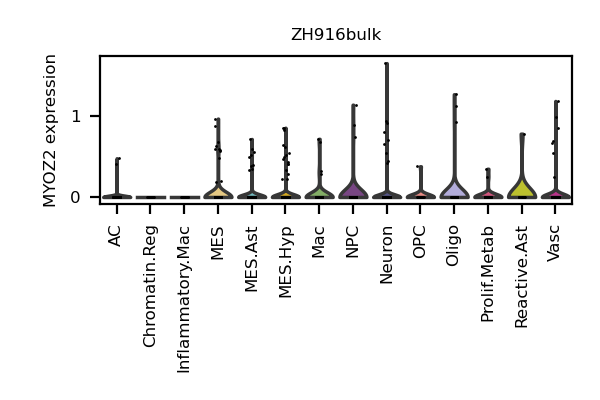 ZH916bulk
MYOZ2 expression
1
0
AC
Chromatin.Reg
Inflammatory.Mac
MES
MES.Ast
MES.Hyp
Mac
NPC
Neuron
OPC
Oligo
Prolif.Metab
Reactive.Ast
Vasc